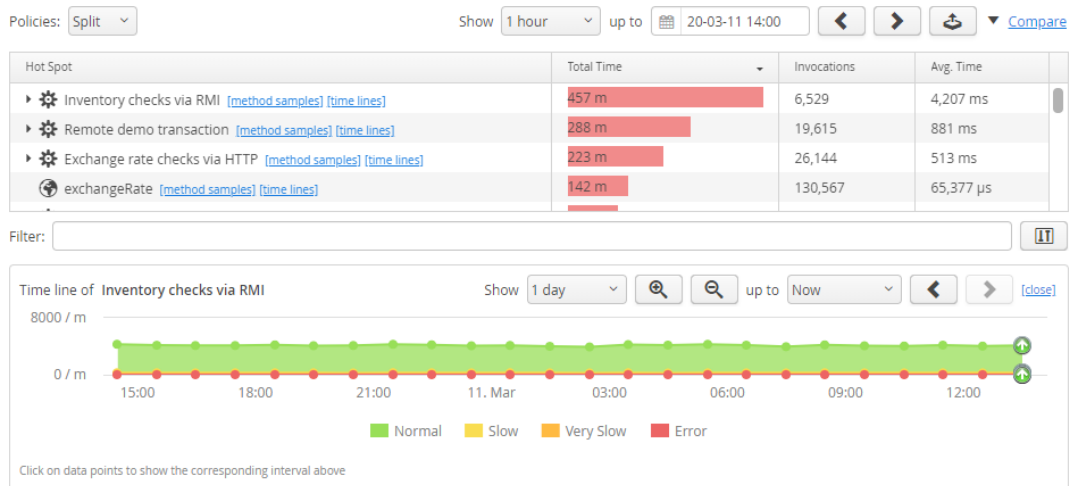 Policies: Split Show 1 hour up to 20-03-11 14:00 Compare
Hot Spot Total Time Invocations Avg. Time
Inventory checks via RMI [method samples] [time lines] 457 m 6,529 4,207 ms
Remote demo transaction [method samples] [time lines] 288 m 19,615 881 ms
Exchange rate checks via HTTP [method samples] [time lines] 223 m 26,144 513 ms
exchangeRate [method samples] [time lines] 142 m 130,567 65,377 µs
Filter:
Time line of Inventory checks via RMI Show 1 day up to Now [close]
8000 / m
0 / m
15:00 18:00 21:00 11. Mar 03:00 06:00 09:00 12:00
Normal Slow Very Slow Error
Click on data points to show the corresponding interval above